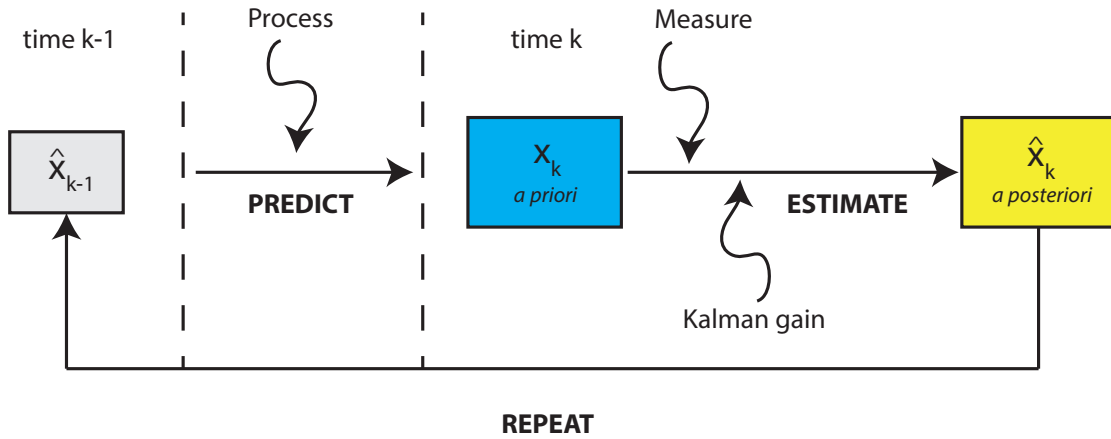 time k-1
Process
time k
Measure
x̂k-1
PREDICT
xk
a priori
ESTIMATE
x̂k
a posteriori
Kalman gain
REPEAT